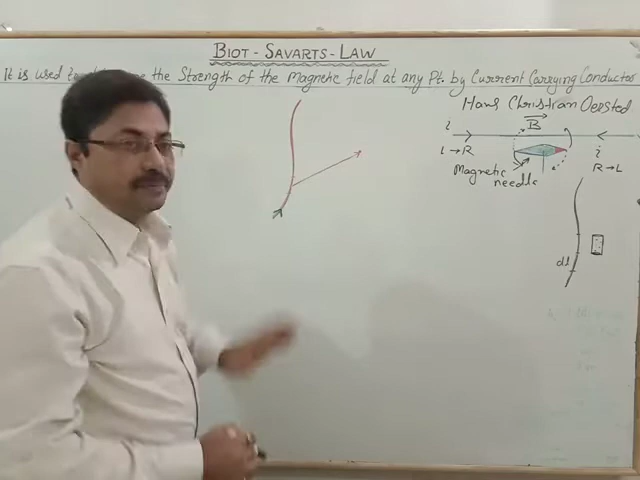 BIOT - SAVARTS - LAW
It is used the Strength of the Magnetic field at any Pt. by Current Carrying Conductor
Hans Christian Oersted
i B
L → R i
Magnetic R → L
needle
dl